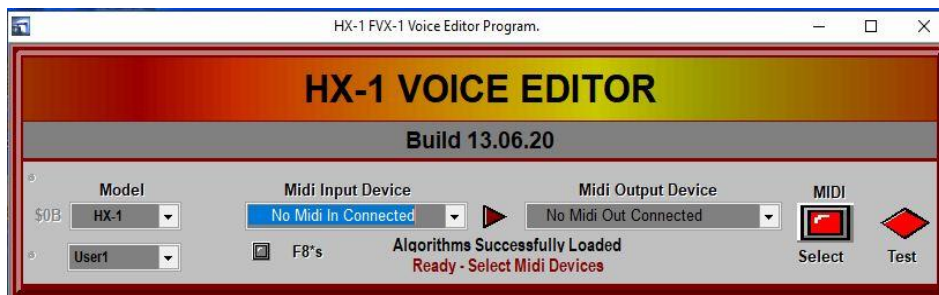 HX-1 FVX-1 Voice Editor Program.
HX-1 VOICE EDITOR
Build 13.06.20
Model
Midi Input Device
Midi Output Device
MIDI
$0B
HX-1
No Midi In Connected
No Midi Out Connected
User1
F8*s
Algorithms Successfully Loaded
Ready - Select Midi Devices
Select
Test